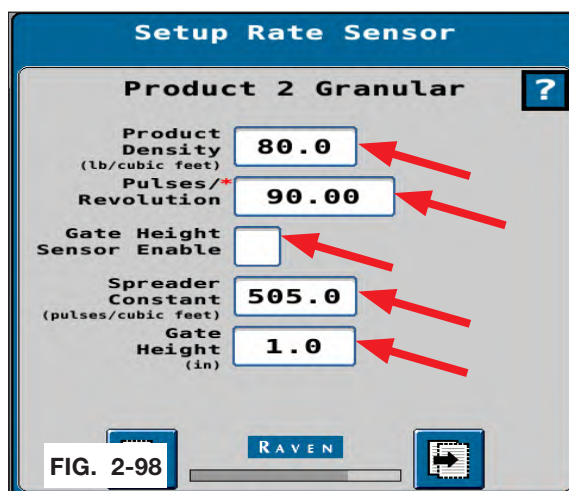 Setup Rate Sensor
Product 2 Granular
?
Product
Density
(lb/cubic feet)
80.0
Pulses/*
Revolution
90.00
Gate Height
Sensor Enable
Spreader
Constant
(pulses/cubic feet)
505.0
Gate
Height
(in)
1.0
RAVEN
FIG. 2-98